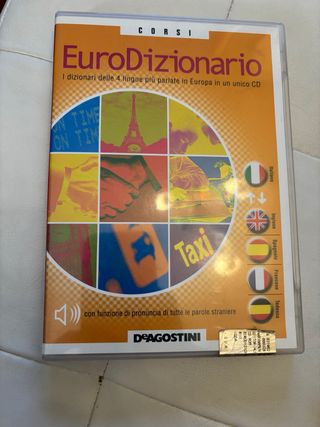 CORSI
EuroDizionario
I dizionari delle 4 lingue più parlate in Europa in un unico CD
ON TIME
ON TIME
Taxi
Italiano
Inglese
Spagnolo
Francese
Tedesco
con funzione di pronuncia di tutte le parole straniere
DeAGOSTINI